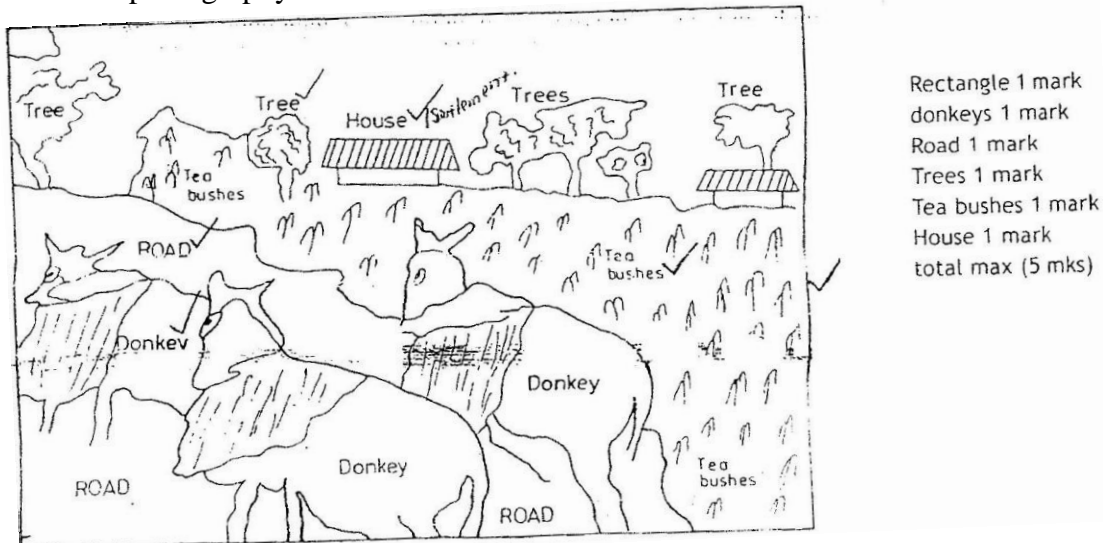 Tree
Tree
House
Settlement.
Trees
Tree
Tea
bushes
ROAD
Tea
bushes
Donkey
Donkey
Donkey
ROAD
ROAD
Tea
bushes
Rectangle 1 mark
donkeys 1 mark
Road 1 mark
Trees 1 mark
Tea bushes 1 mark
House 1 mark
total max (5 mks)